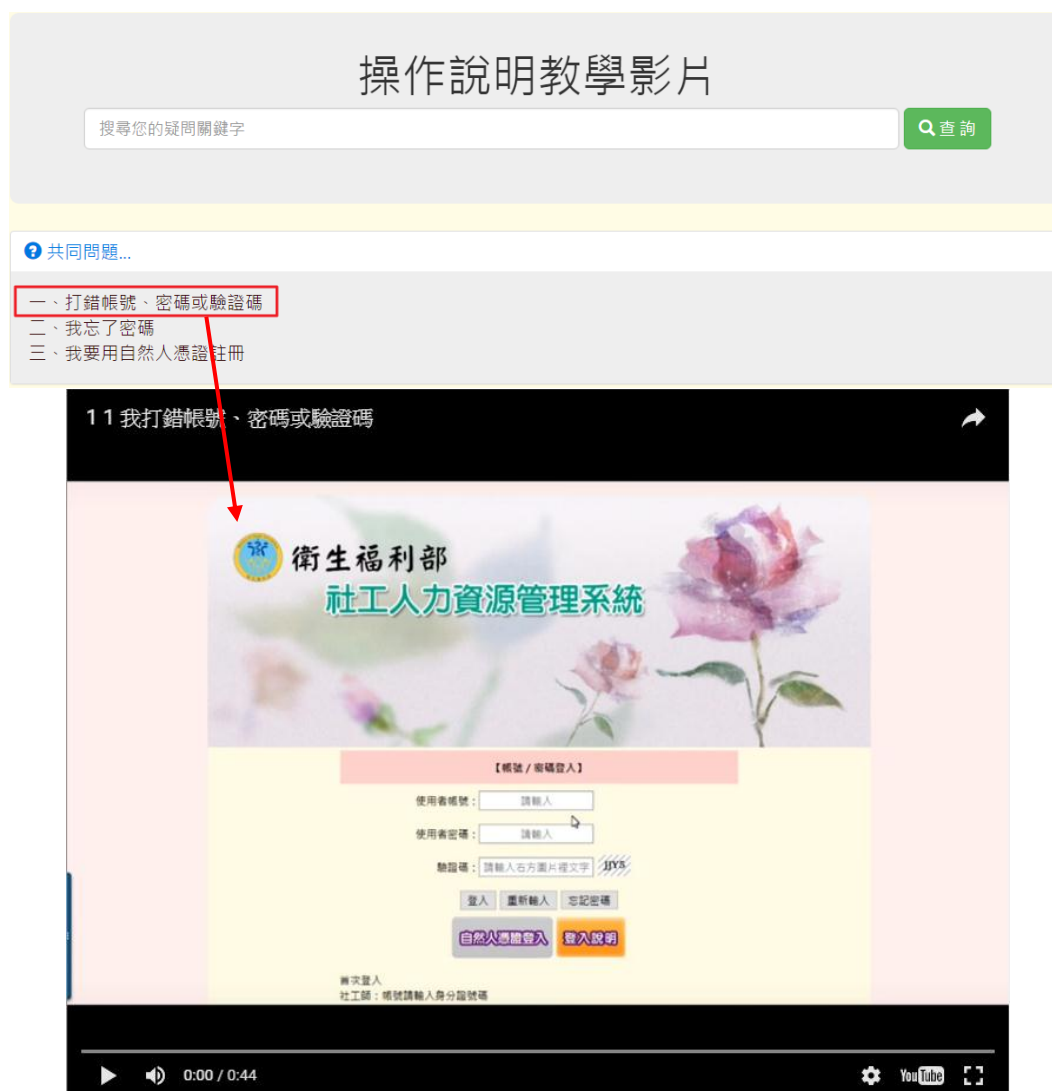 操作說明教學影片
搜尋您的疑問關鍵字
查詢
共同問題...
一、打錯帳號、密碼或驗證碼
二、我忘了密碼
三、我要用自然人憑證註冊
1 1 我打錯帳號、密碼或驗證碼
衛生福利部
社工人力資源管理系統
【帳號 / 密碼登入】
使用者帳號： 請輸入
使用者密碼： 請輸入
驗證碼： 請輸入右方圖片裡文字
登入 重新輸入 忘記密碼
自然人憑證登入 登入說明
首次登入
社工師：帳號請輸入身分證號碼
0:00 / 0:44
YouTube